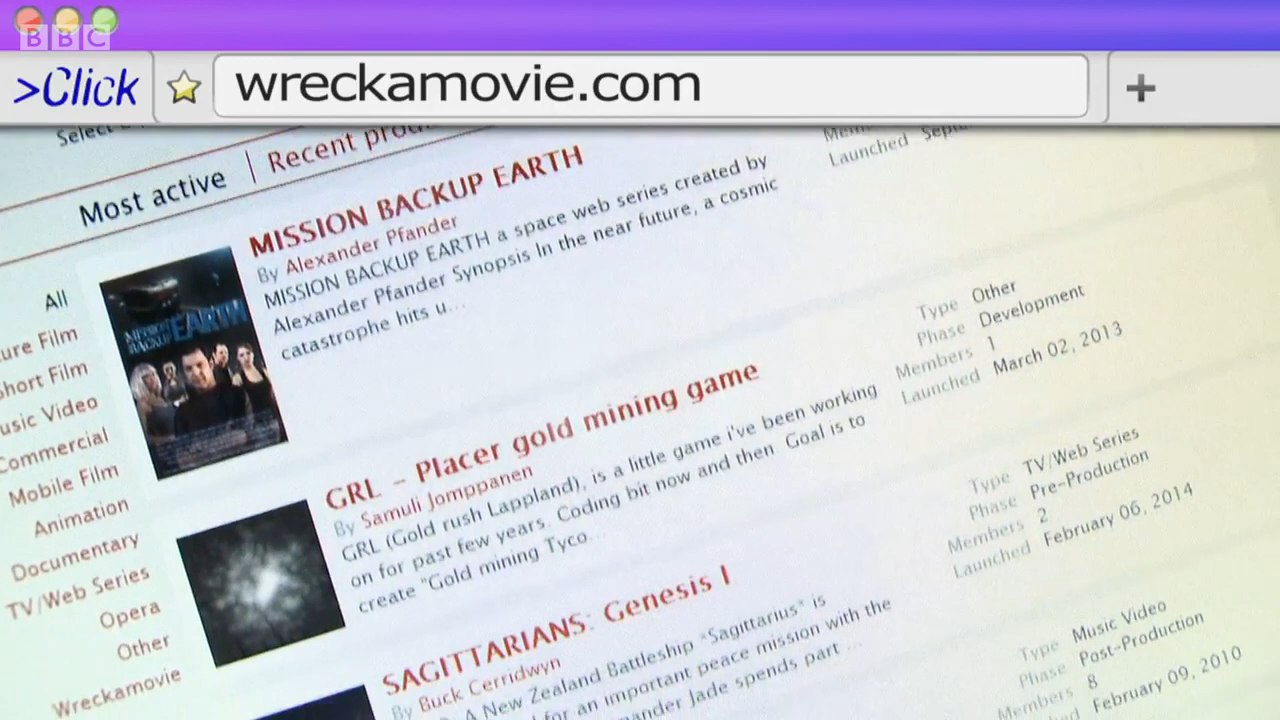 BBC
>Click
wreckamovie.com
+
Select
Most active
Recent
MISSION BACKUP EARTH
By Alexander Pfander
MISSION BACKUP EARTH a space web series created by
Alexander Pfander Synopsis In the near future, a cosmic
catastrophe hits u...
MISSION
BACKUP EARTH
Launched
Type Other
Phase Development
Members 1
Launched March 02, 2013
GRL – Placer gold mining game
By Samuli Jomppanen
GRL (Gold rush Lappland), is a little game i've been working
on for past few years. Coding bit now and then Goal is to
create "Gold mining Tyco...
Type TV/Web Series
Phase Pre-Production
Members 2
Launched February 06, 2014
SAGITTARIANS: Genesis I
By Buck Cerridwyn
A New Zealand Battleship "Sagittarius" is
for an important peace mission with the
mander Jade spends part ...
Type Music Video
Phase Post-Production
Members 8
February 09, 2010
All
ure Film
hort Film
usic Video
Commercial
Mobile Film
Animation
Documentary
TV/Web Series
Opera
Other
Wreckamovie